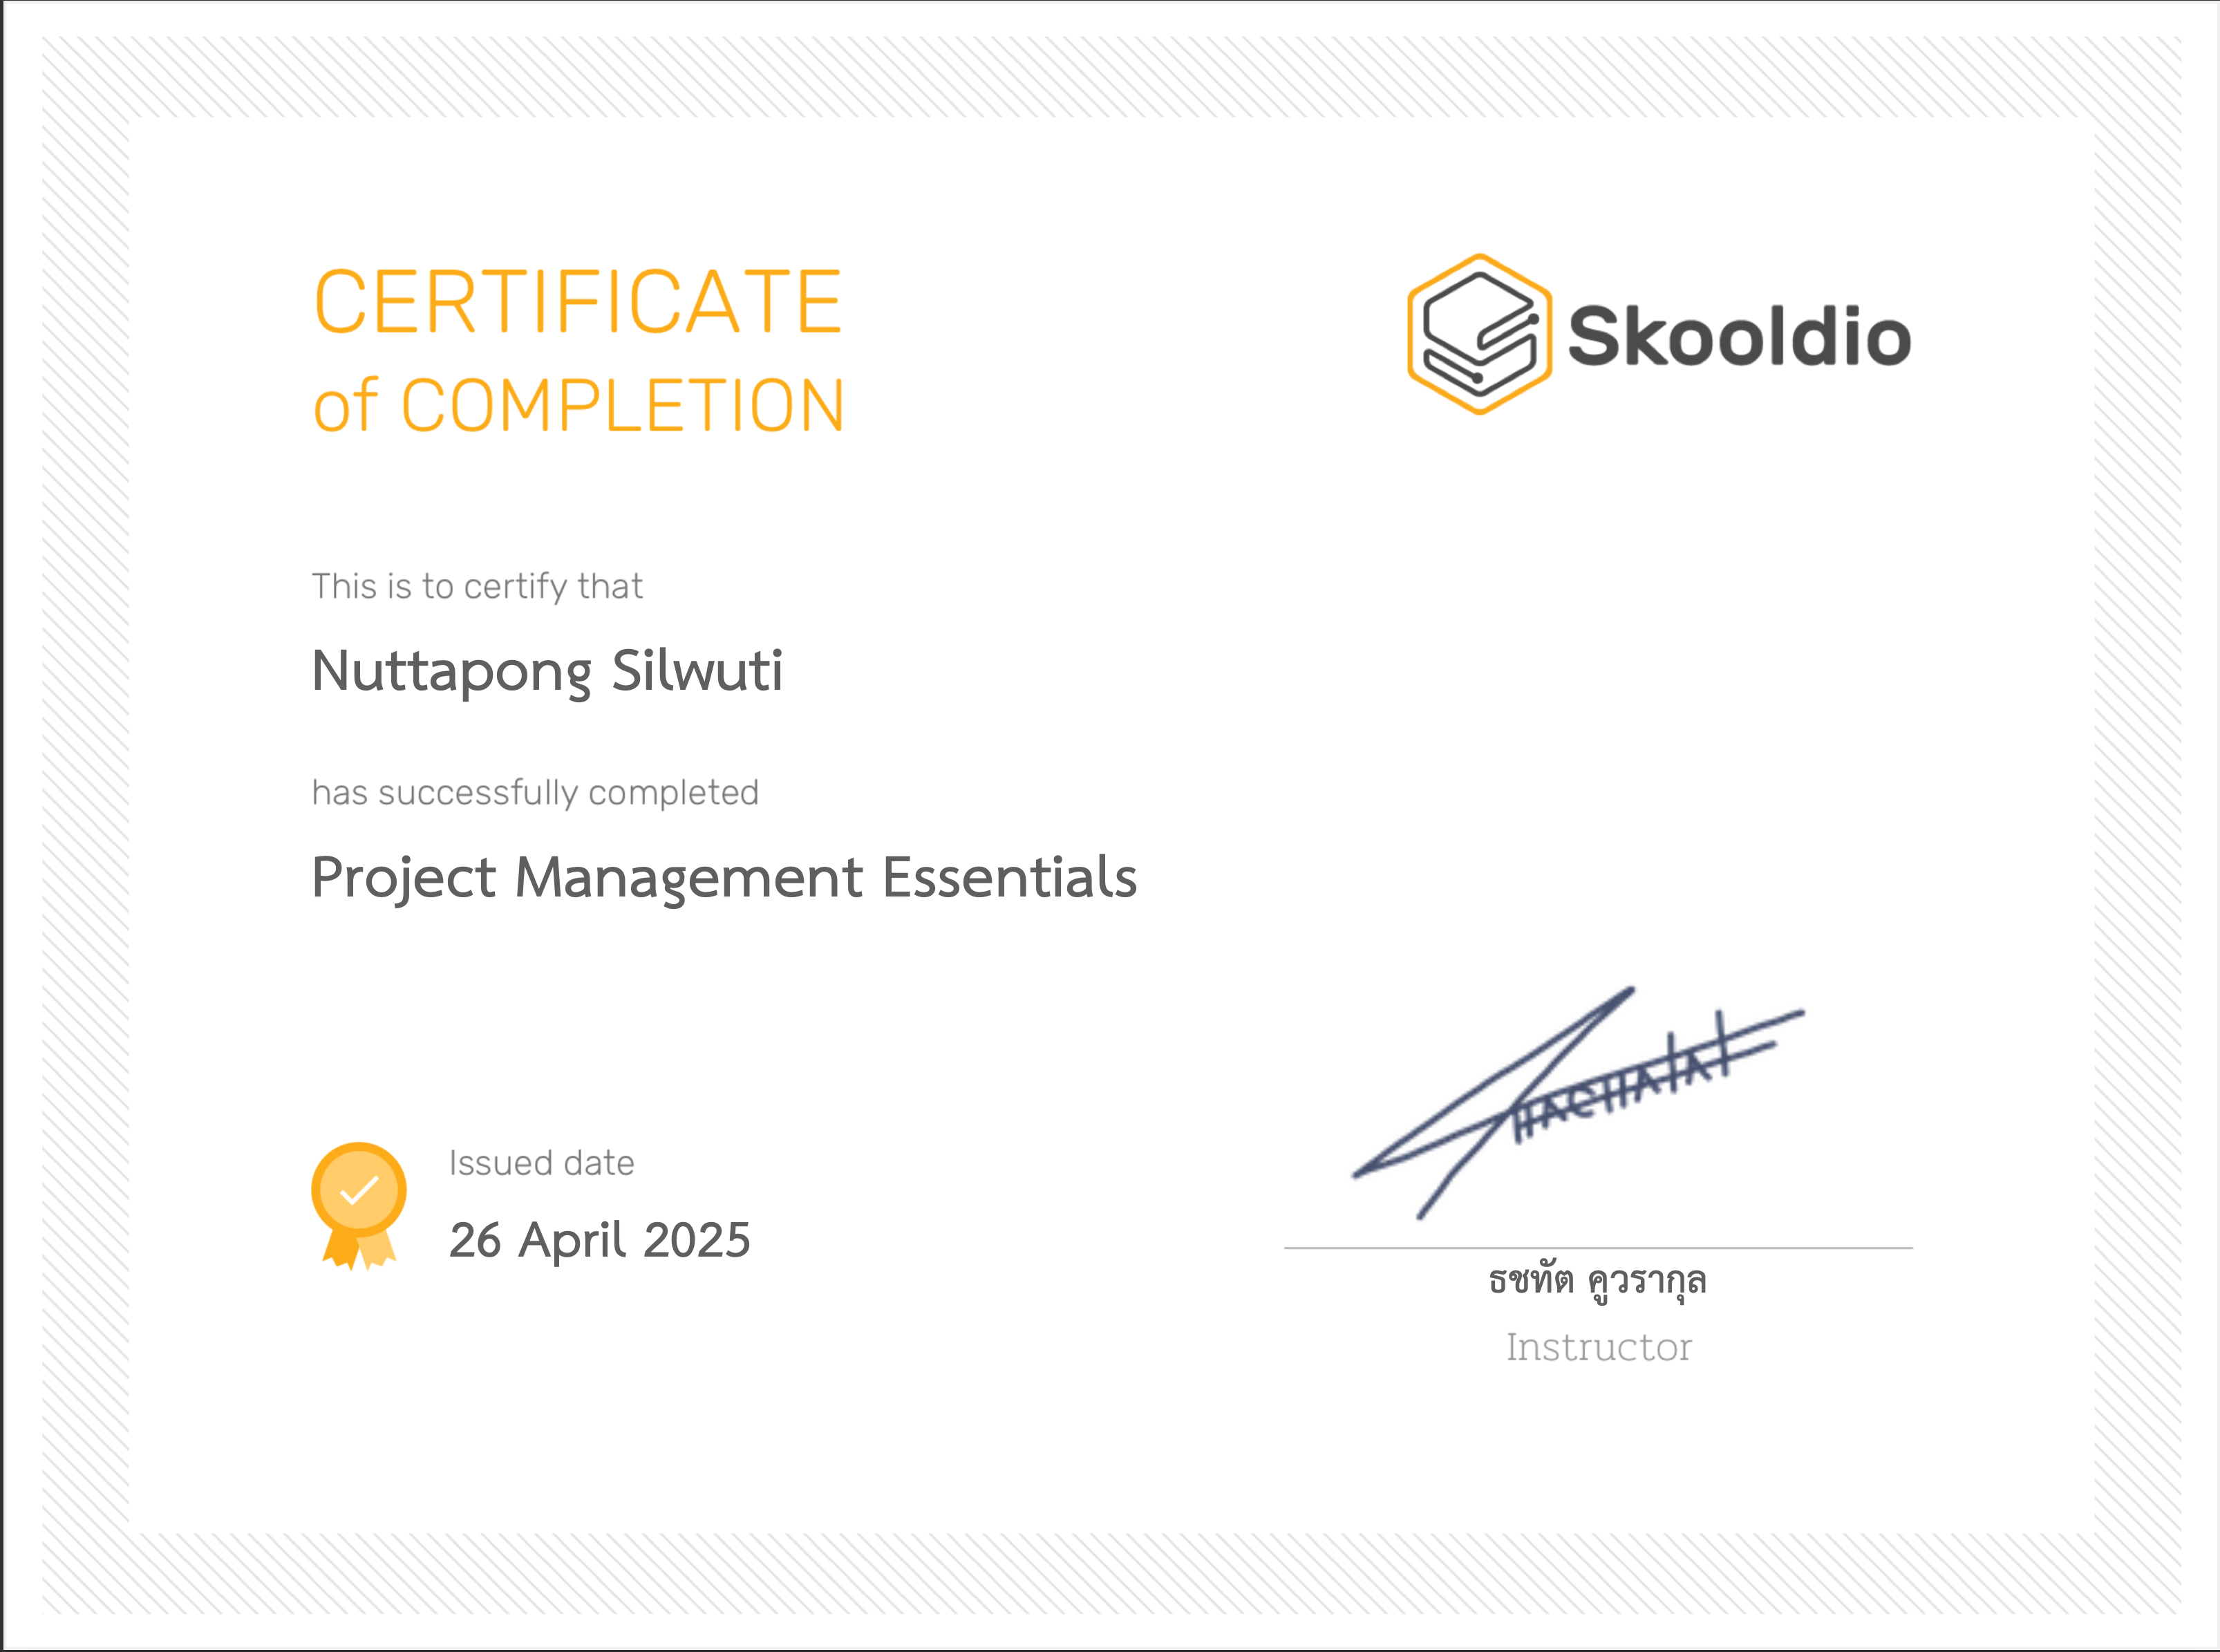 CERTIFICATE
of COMPLETION
Skooldio
This is to certify that
Nuttapong Silwuti
has successfully completed
Project Management Essentials
Issued date
26 April 2025
ธชทัต คูวรากุล
Instructor